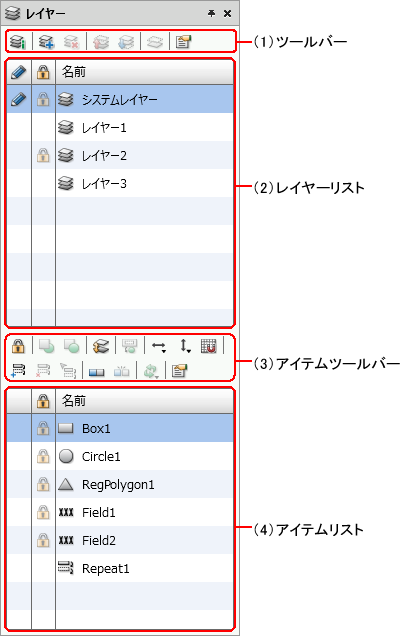 レイヤー
(1)ツールバー
名前
システムレイヤー
レイヤー1
レイヤー2
レイヤー3
(2)レイヤーリスト
(3)アイテムツールバー
名前
Box1
Circle1
RegPolygon1
Field1
Field2
Repeat1
(4)アイテムリスト